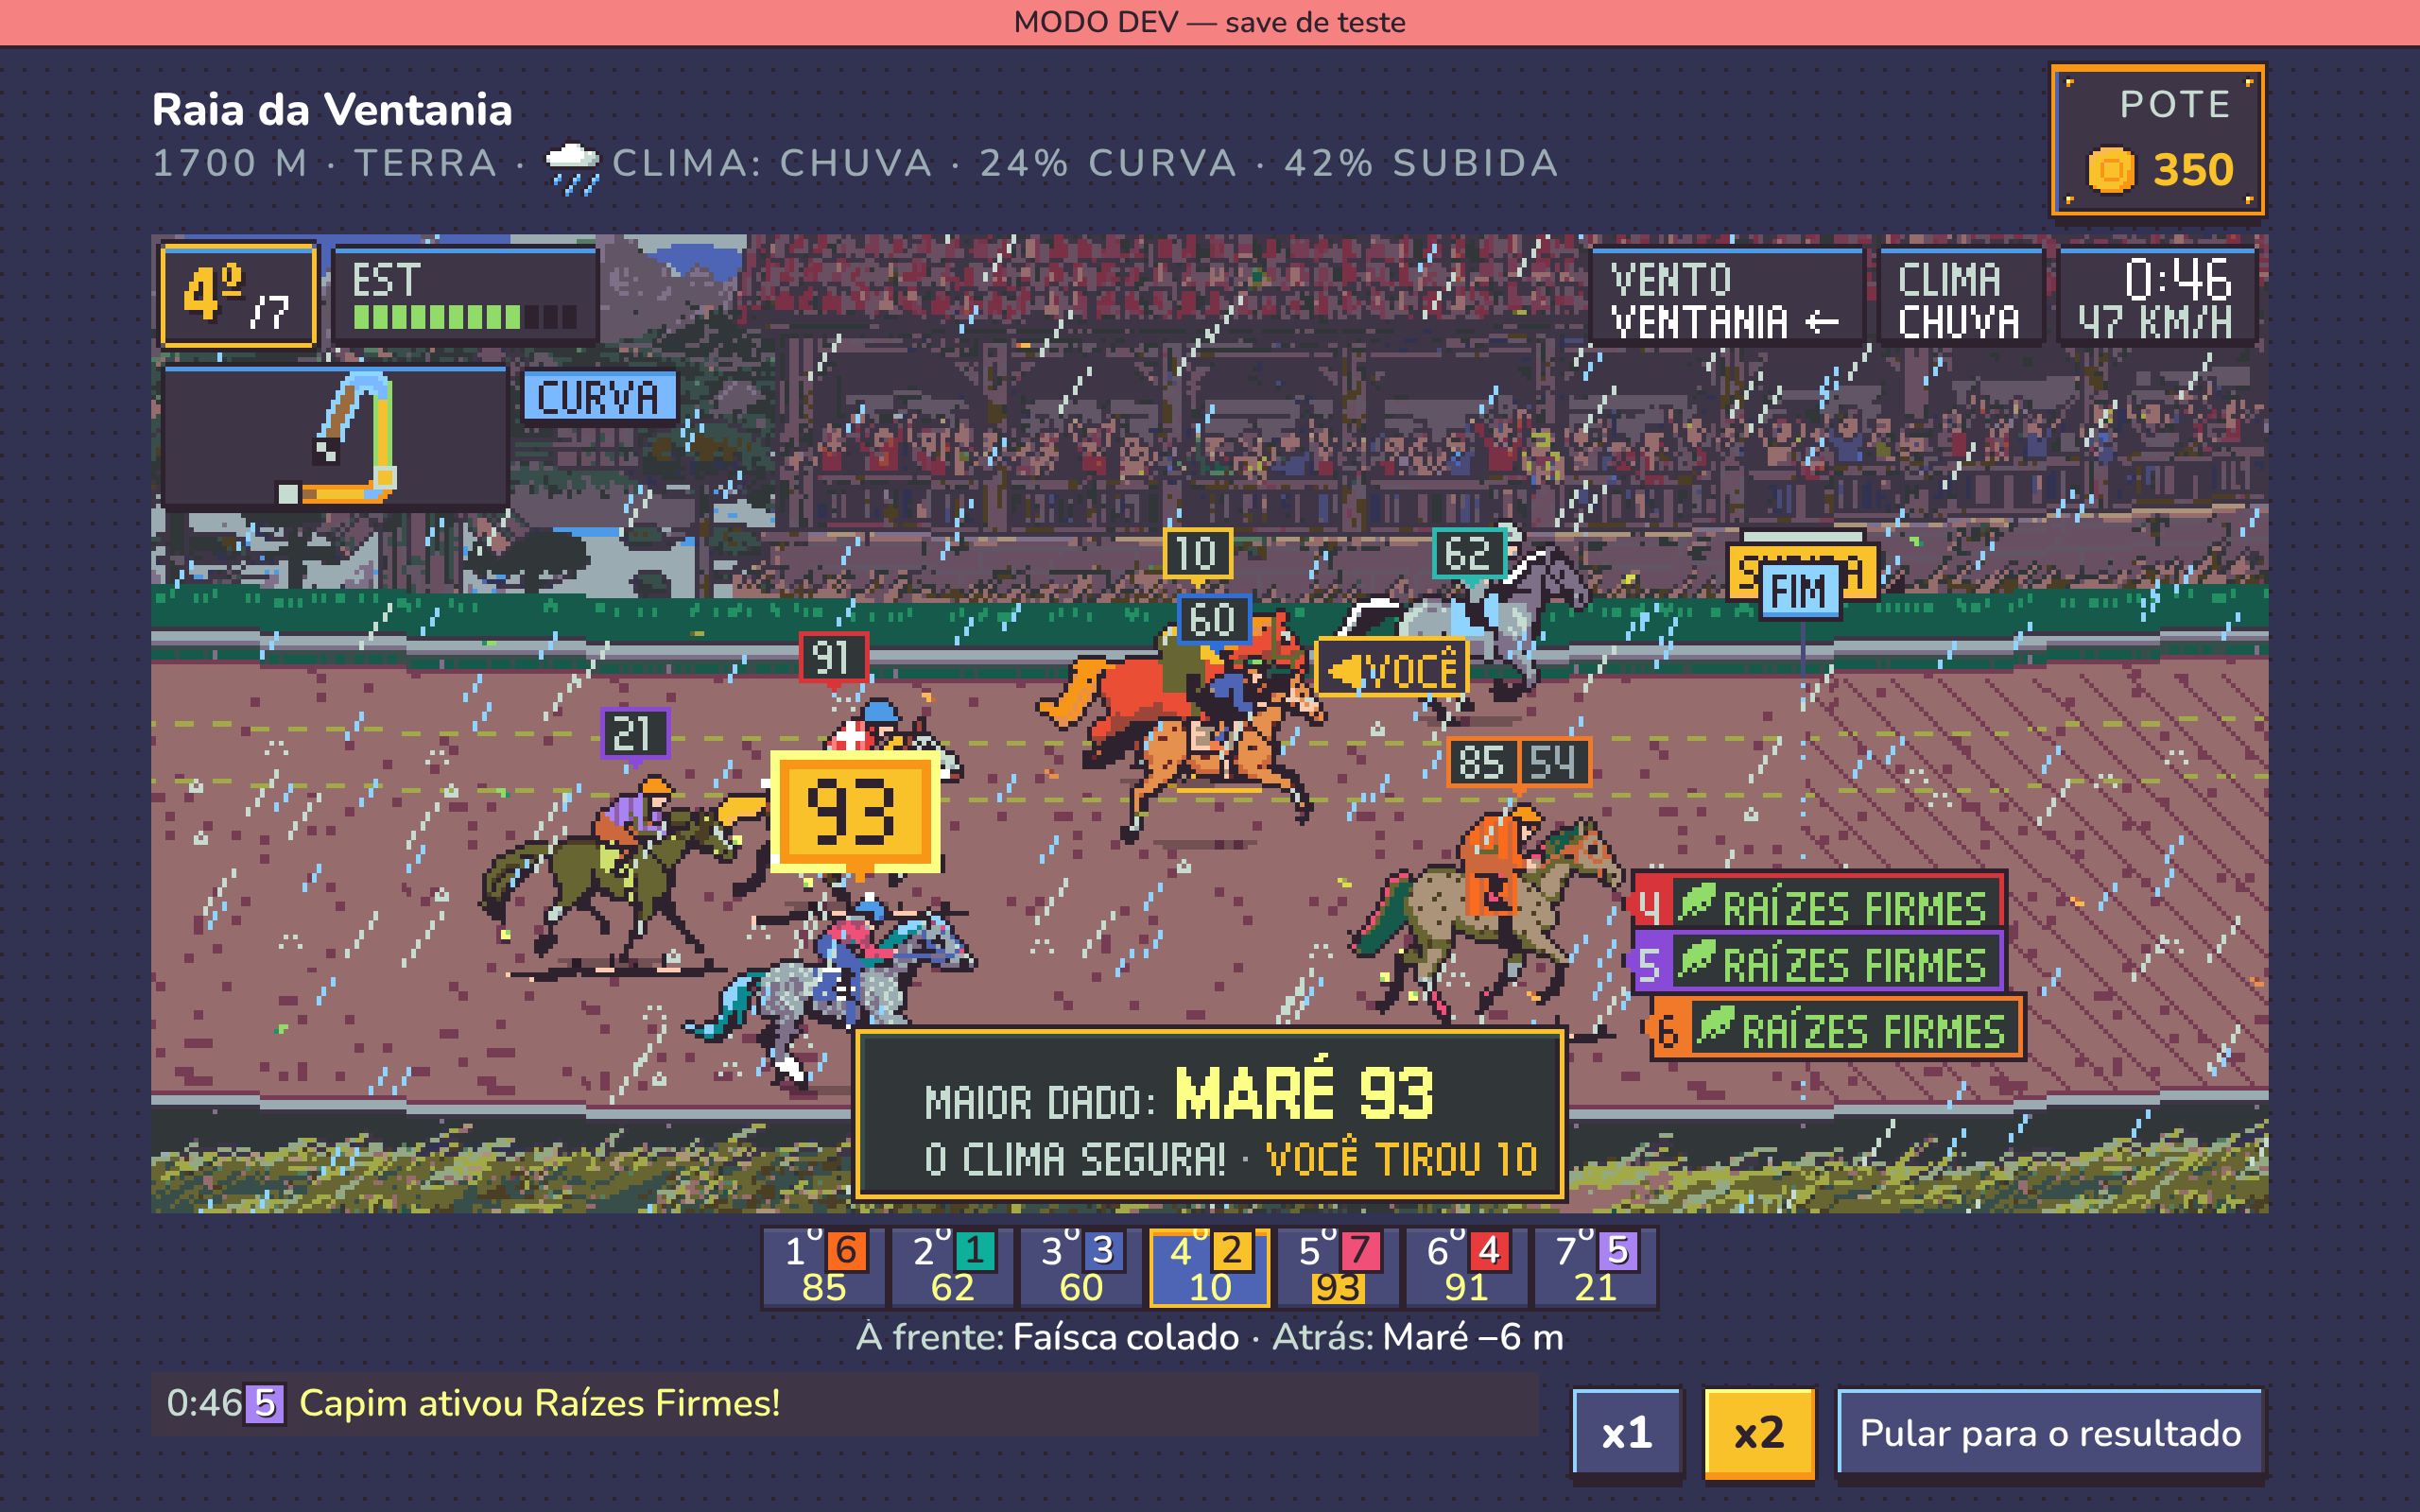 MODO DEV — save de teste
Raia da Ventania
1700 M · TERRA · CLIMA: CHUVA · 24% CURVA · 42% SUBIDA
POTE
350
4º /7
EST
VENTO
VENTANIA ←
CLIMA
CHUVA
0:46
47 KM/H
CURVA
10
62
60
FIM
91
VOCÊ
21
85 54
93
4 RAÍZES FIRMES
5 RAÍZES FIRMES
6 RAÍZES FIRMES
MAIOR DADO: MARÉ 93
O CLIMA SEGURA! · VOCÊ TIROU 10
1º 6 2º 1 3º 3 4º 2 5º 7 6º 4 7º 5
85 62 60 10 93 91 21
À frente: Faísca colado · Atrás: Maré −6 m
0:46 5 Capim ativou Raízes Firmes!
x1 x2 Pular para o resultado